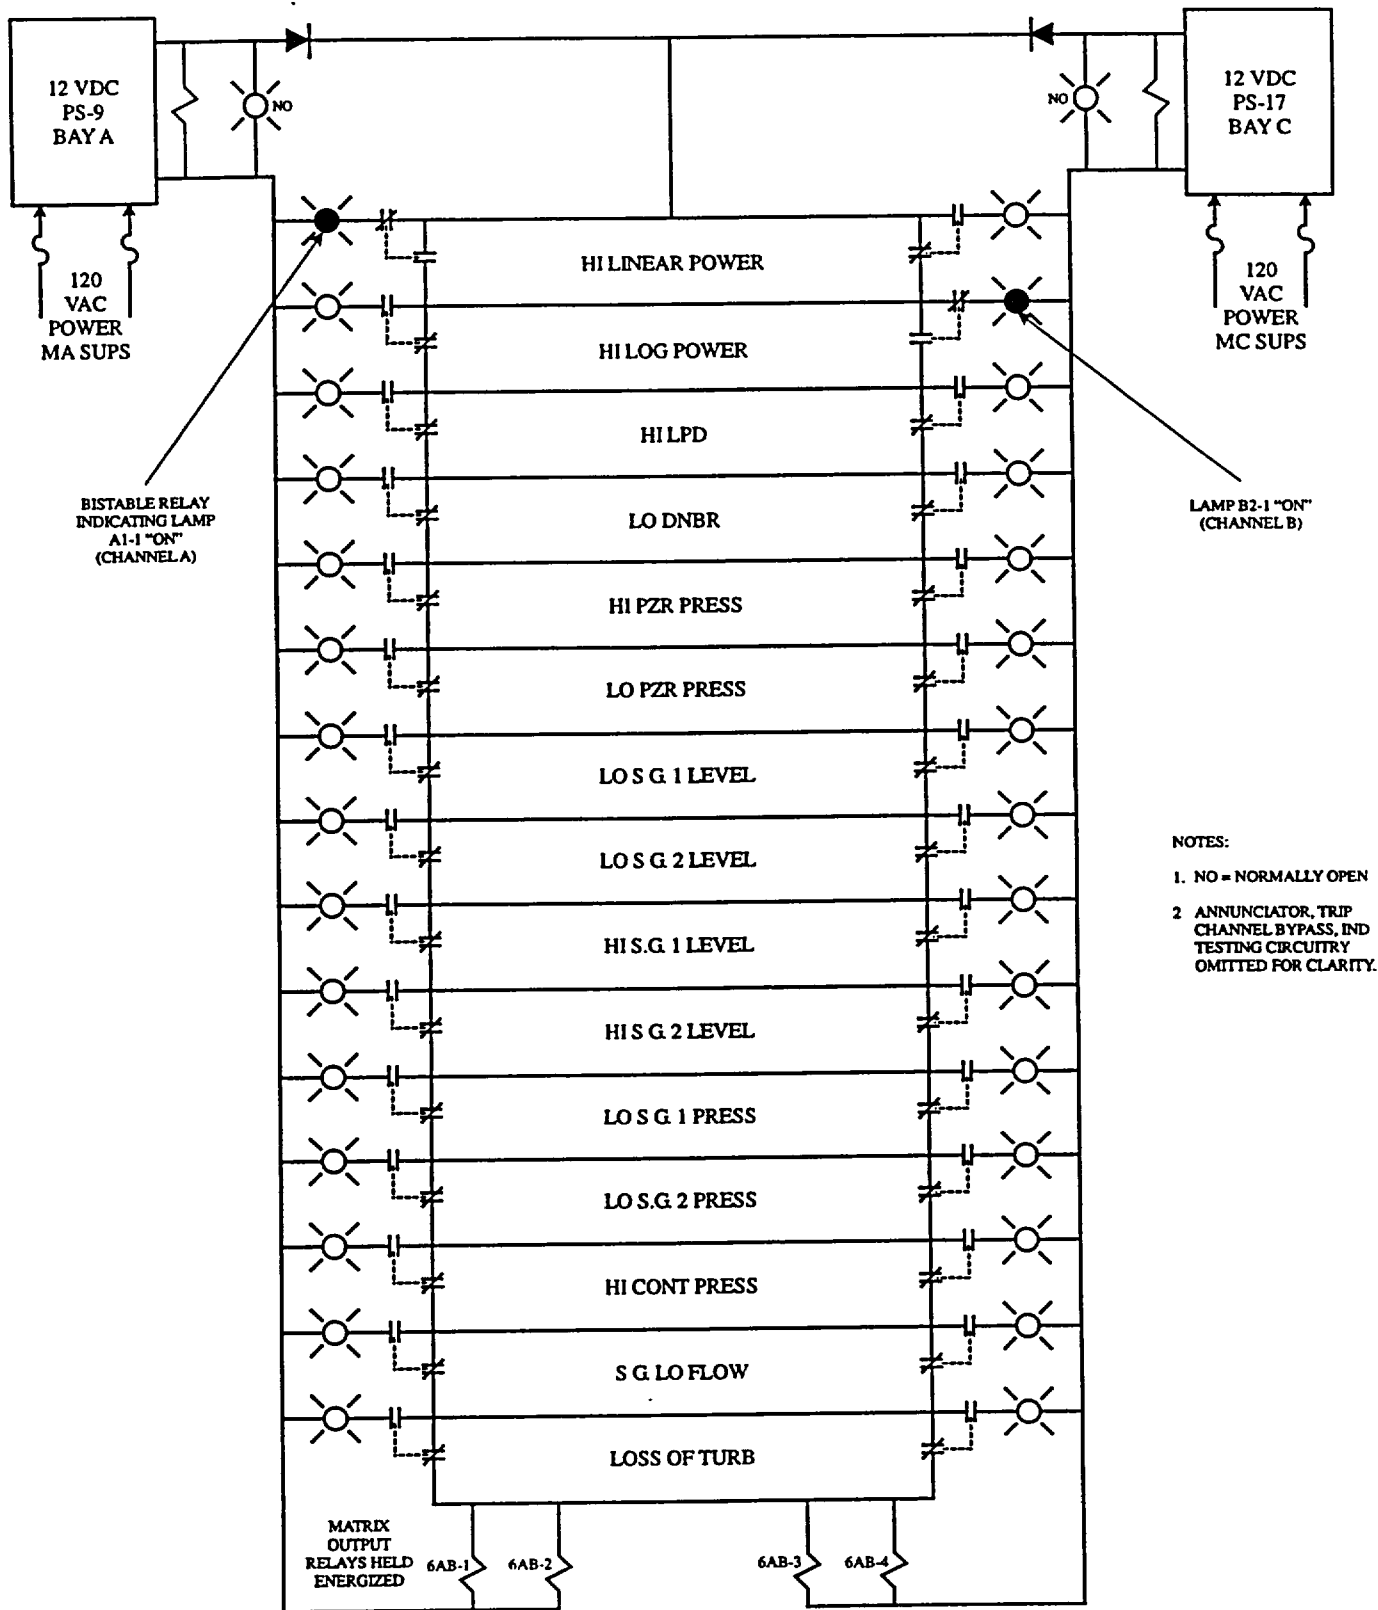 12 VDC
PS-9
BAY A
NO
NO
12 VDC
PS-17
BAY C
120
VAC
POWER
MA SUPS
120
VAC
POWER
MC SUPS
HI LINEAR POWER
HI LOG POWER
HI LPD
BISTABLE RELAY
INDICATING LAMP
A1-1 "ON"
(CHANNEL A)
LO DNBR
LAMP B2-1 "ON"
(CHANNEL B)
HI PZR PRESS
LO PZR PRESS
LO S G. 1 LEVEL
LO S G. 2 LEVEL
HI S.G. 1 LEVEL
HI S G. 2 LEVEL
LO S G. 1 PRESS
LO S.G. 2 PRESS
HI CONT PRESS
S G. LO FLOW
LOSS OF TURB
NOTES:
1. NO = NORMALLY OPEN
2 ANNUNCIATOR, TRIP
CHANNEL BYPASS, IND
TESTING CIRCUITRY
OMITTED FOR CLARITY.
MATRIX
OUTPUT
RELAYS HELD
ENERGIZED
6AB-1
6AB-2
6AB-3
6AB-4